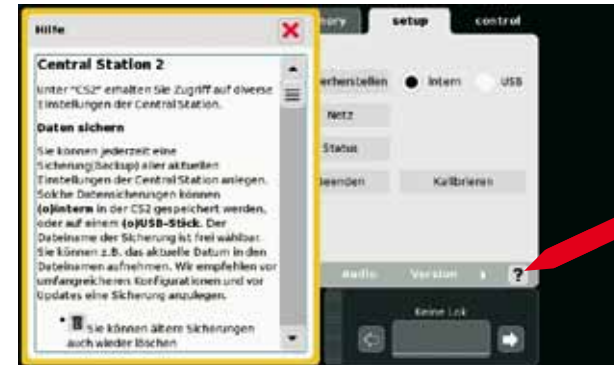 Hilfe
Central Station 2
Unter "CS2" erhalten Sie Zugriff auf diverse
Einstellungen der Central Station.
Daten sichern
Sie können jederzeit eine
Sicherung(backup) aller aktuellen
Einstellungen der Central Station anlegen.
Solche Datensicherungen können
(o)intern in der CS2 gespeichert werden,
oder auf einem (o)USB-Stick. Der
Dateiname der Sicherung ist frei wählbar.
Sie können z.B. das aktuelle Datum in den
Dateinamen aufnehmen. Wir empfehlen vor
umfangreicheren Konfigurationen und vor
Updates eine Sicherung anzulegen.
• Sie können ältere Sicherungen
auch wieder löschen
ory setup control
erherstellen Intern USB
Netz
Status
eenden Kalibrieren
Audio Version ?
Keine Lok